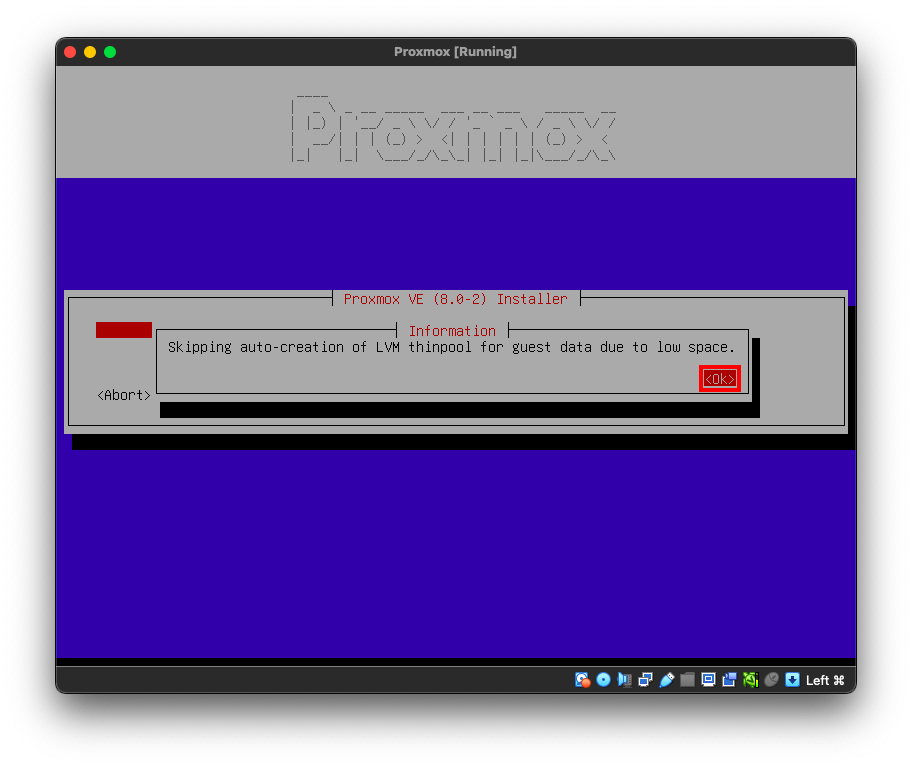 Proxmox [Running]
Proxmox
Proxmox VE (8.0-2) Installer
Information
Skipping auto-creation of LVM thinpool for guest data due to low space.
<Ok>
<Abort>
Left ⌘